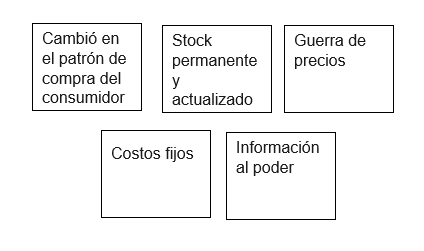 Cambió en
el patrón de
compra del
consumidor
Stock
permanente
y
actualizado
Guerra de
precios
Costos fijos
Información
al poder